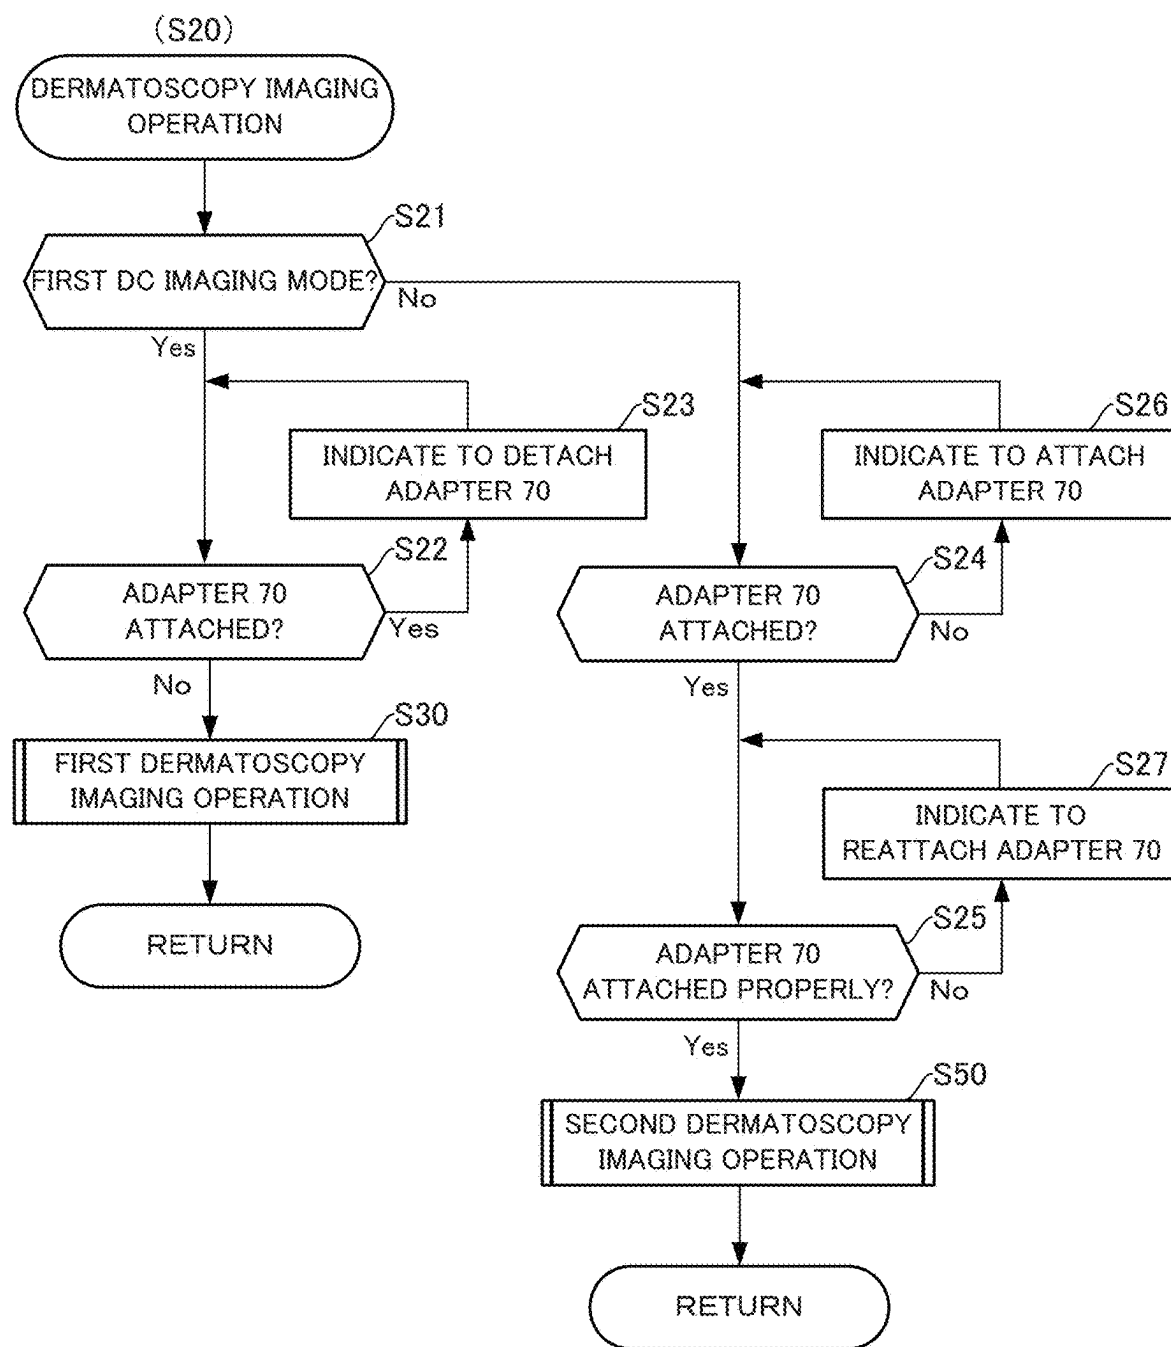 (S20)
DERMATOSCOPY IMAGING
OPERATION
S21
FIRST DC IMAGING MODE?
No
Yes
S23
INDICATE TO DETACH
ADAPTER 70
S22
ADAPTER 70
ATTACHED?
Yes
No
S30
FIRST DERMATOSCOPY
IMAGING OPERATION
RETURN
S26
INDICATE TO ATTACH
ADAPTER 70
S24
ADAPTER 70
ATTACHED?
No
Yes
S27
INDICATE TO
REATTACH ADAPTER 70
S25
ADAPTER 70
ATTACHED PROPERLY?
No
Yes
S50
SECOND DERMATOSCOPY
IMAGING OPERATION
RETURN